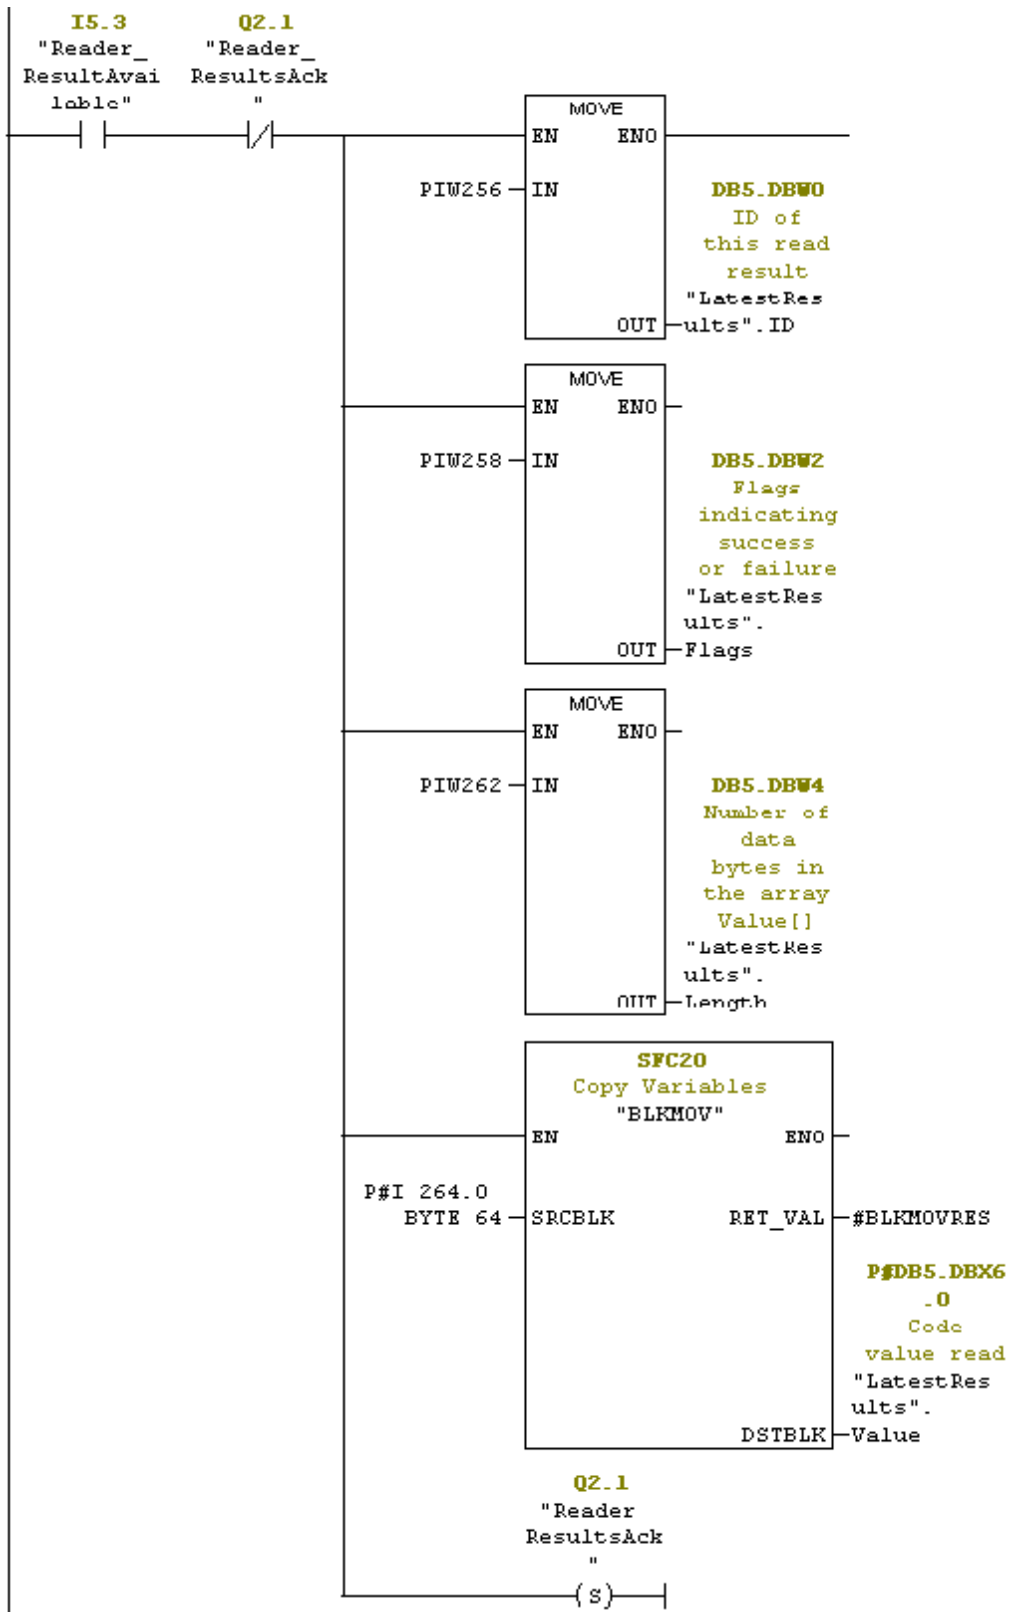 I5.3
Q2.1
"Reader_
ResultAvai
lable"
"Reader_
ResultsAck
"
MOVE
EN ENO
PIW256 IN
DB5.DBW0
ID of
this read
result
"LatestRes
OUT ults".ID
MOVE
EN ENO
PIW258 IN
DB5.DBW2
Flags
indicating
success
or failure
"LatestRes
ults".
OUT Flags
MOVE
EN ENO
PIW262 IN
DB5.DBW4
Number of
data
bytes in
the array
Value[]
"LatestRes
ults".
OUT Length
SFC20
Copy Variables
"BLKMOV"
EN ENO
P#I 264.0
BYTE 64 SRCBLK RET_VAL #BLKMOVRES
P#DB5.DBX6
.0
Code
value read
"LatestRes
ults".
DSTBLK Value
Q2.1
"Reader
ResultsAck
"
(S)